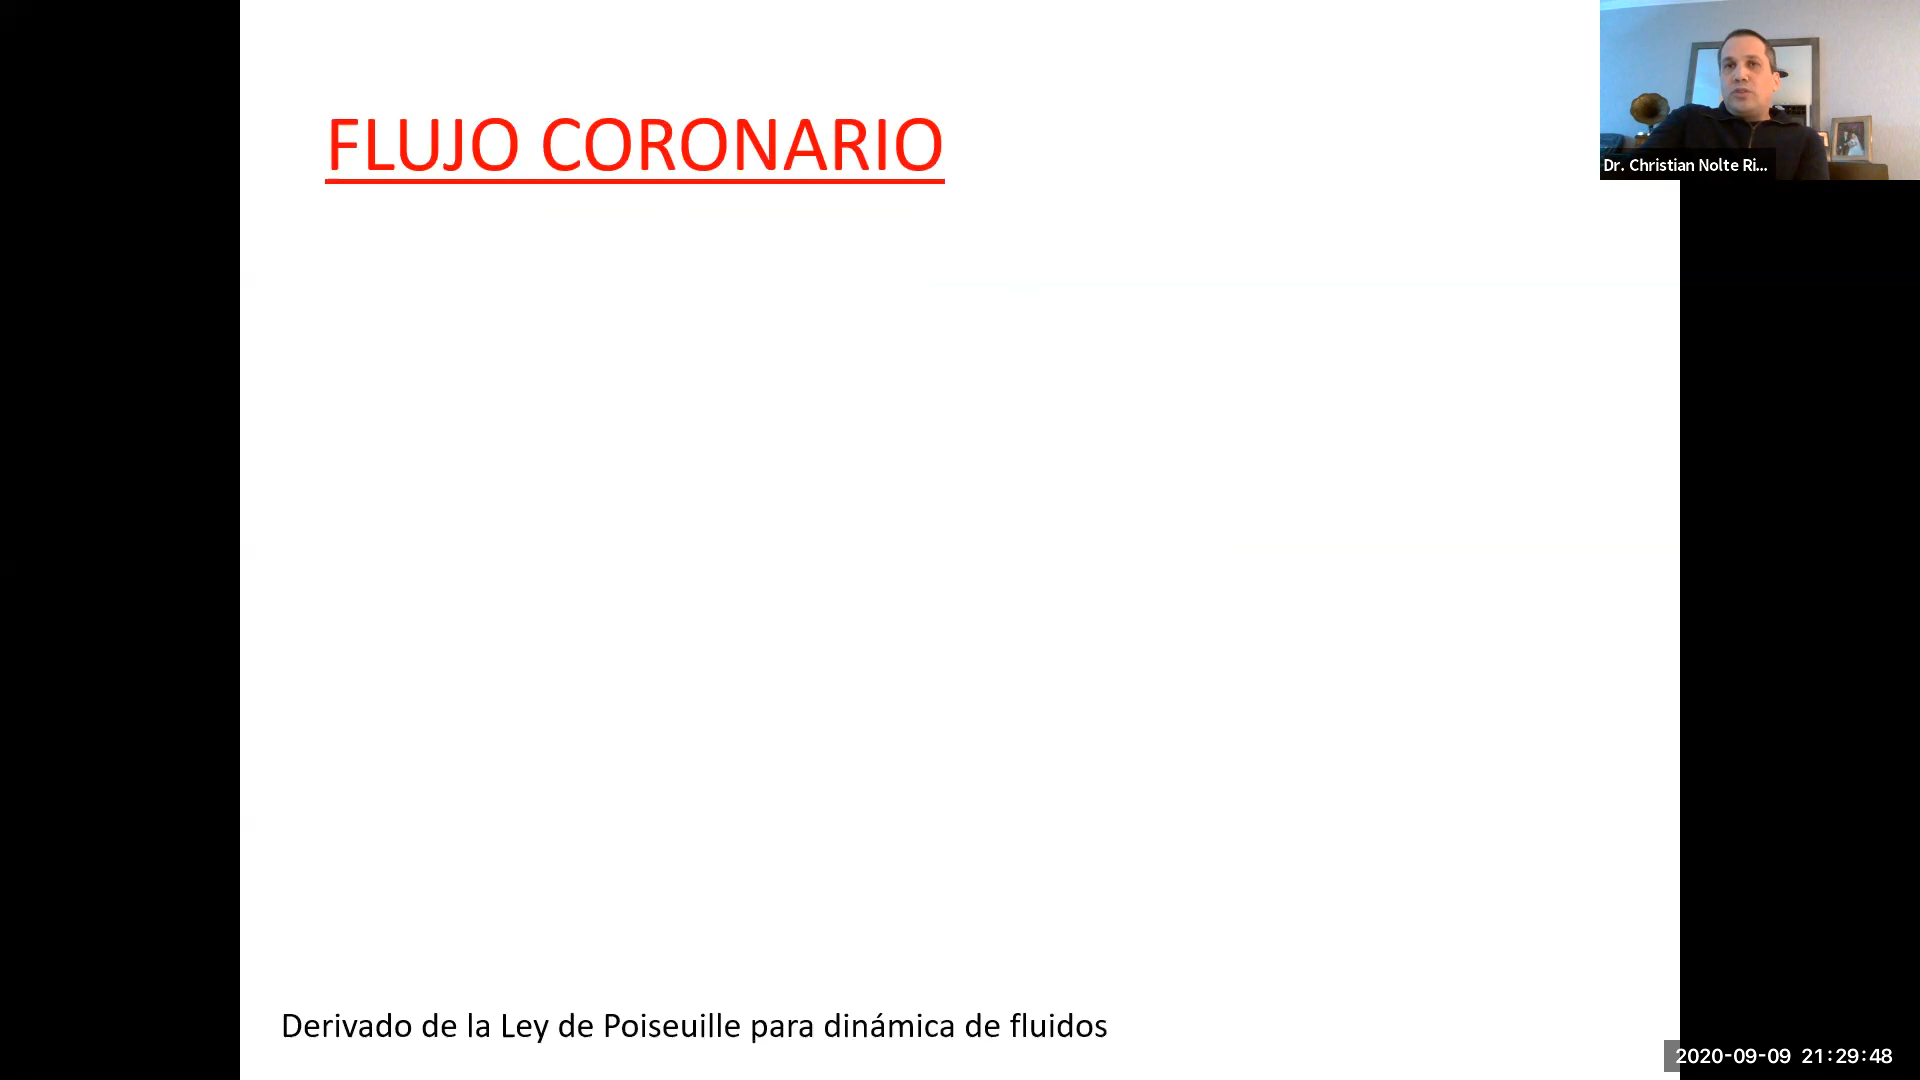 FLUJO CORONARIO
Dr. Christian Nolte Ri...
Derivado de la Ley de Poiseuille para dinámica de fluidos
2020-09-09 21:29:48